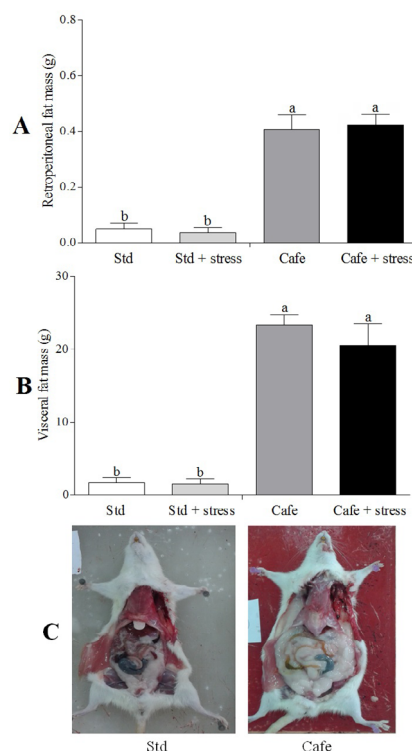 A
Retroperitoneal fat mass (g)
0.8
0.6
0.4
0.2
0.0
b
b
a
a
Std
Std + stress
Cafe
Cafe + stress
B
Visceral fat mass (g)
30
20
10
0
b
b
a
a
Std
Std + stress
Cafe
Cafe + stress
C
Std
Cafe